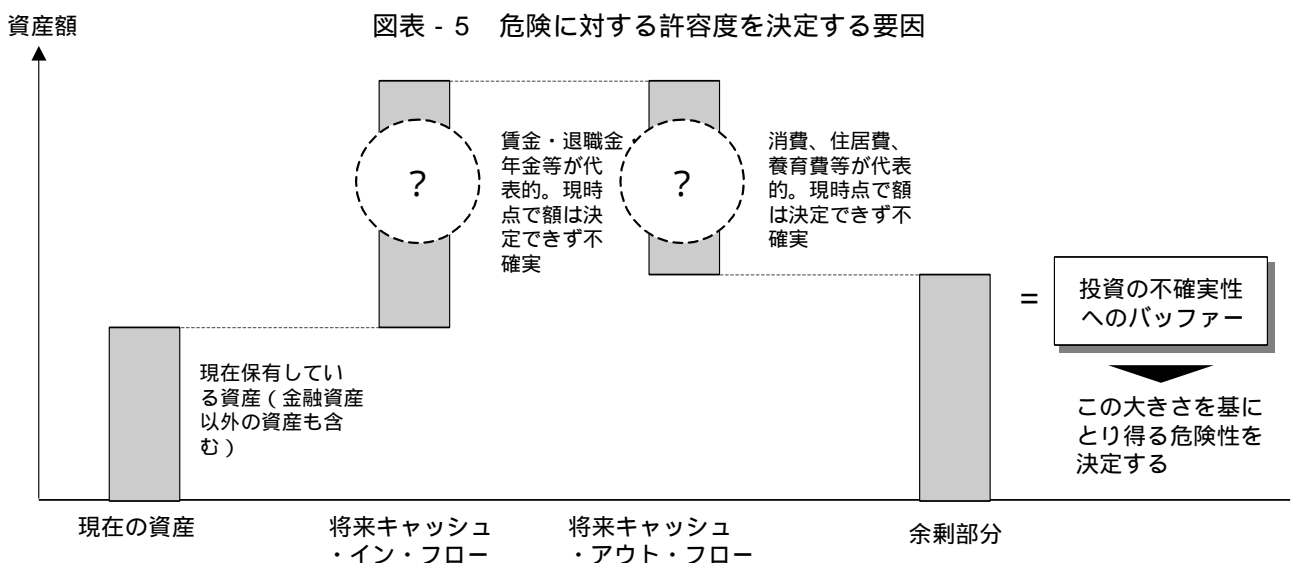 資産額
図表 - 5　危険に対する許容度を決定する要因
?
賃金・退職金・
年金等が代
表的。現時
点で額は決
定できず不
確実
?
消費、住居費、
養育費等が代表
的。現時点で額
は決定できず不
確実
現在保有してい
る資産（金融資産
以外の資産も含
む）
=
投資の不確実性
へのバッファー
この大きさを基に
とり得る危険性を
決定する
現在の資産
将来キャッシュ
・イン・フロー
将来キャッシュ
・アウト・フロー
余剰部分